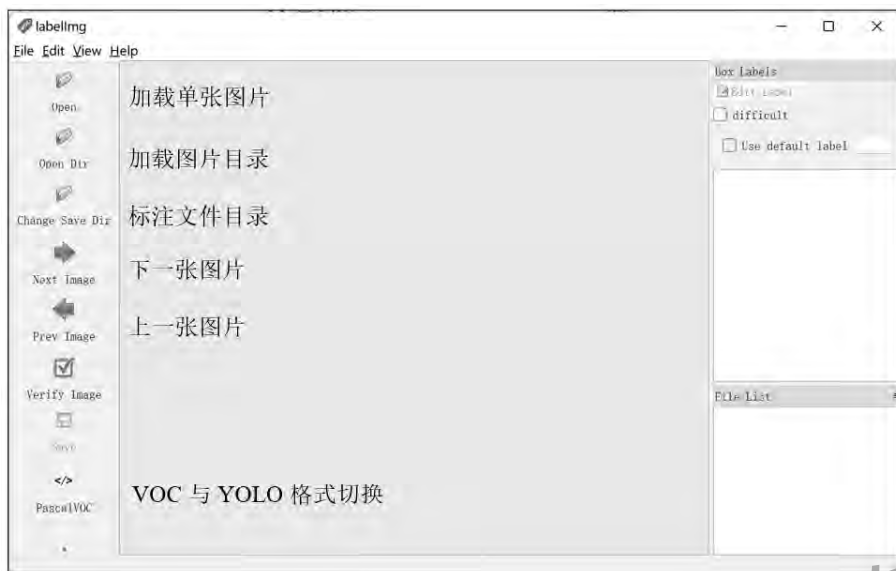 labelImg
File Edit View Help
Open
加载单张图片
Open Dir
加载图片目录
Change Save Dir
标注文件目录
Next Image
下一张图片
Prev Image
上一张图片
Verify Image
Save
</>
PascalVOC
VOC 与 YOLO 格式切换
Box Labels
Edit Label
difficult
Use default label
File List